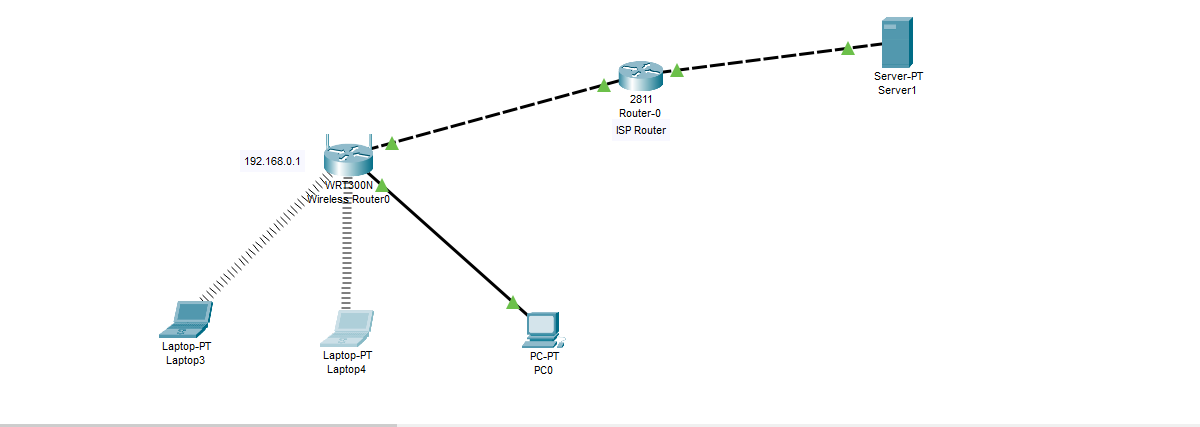 Server-PT
Server1
2811
Router-0
ISP Router
192.168.0.1
WRT300N
Wireless Router0
Laptop-PT
Laptop3
Laptop-PT
Laptop4
PC-PT
PC0